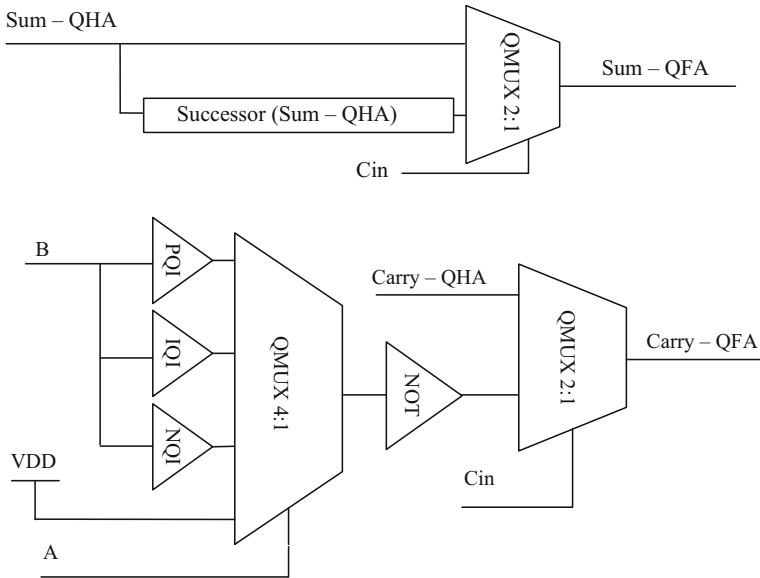 Sum – QHA
QMUX 2:1
Sum – QFA
Successor (Sum – QHA)
Cin
B
PQI
IQI
NQI
VDD
A
QMUX 4:1
NOT
Carry – QHA
QMUX 2:1
Carry – QFA
Cin